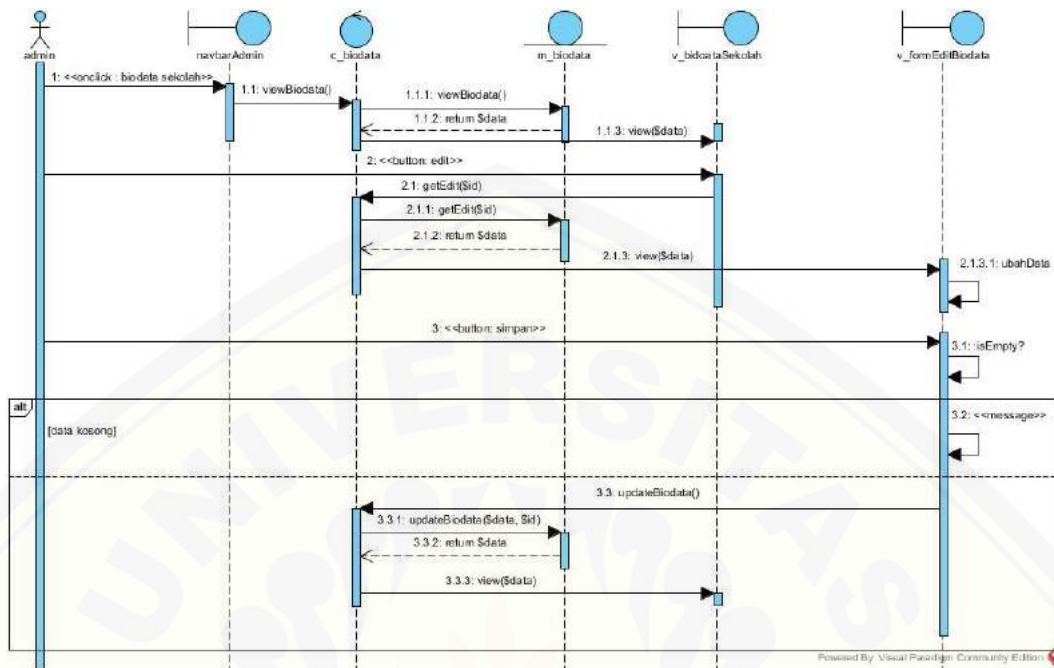 admin
navbarAdmin
c_biodata
m_biodata
v_bidoataSekolah
v_formEditBiodata
1: <<onclick : biodata sekolah>>
1.1: viewBiodata()
1.1.1: viewBiodata()
1.1.2: return $data
1.1.3: view($data)
2: <<button: edit>>
2.1: getEdit($id)
2.1.1: getEdit($id)
2.1.2: return $data
2.1.3: view($data)
2.1.3.1: ubahData
3: <<button: simpan>>
3.1: :isEmpty?
alt
3.2: <<message>>
[data kosong]
3.3: updateBiodata()
3.3.1: updateBiodata($data, $id)
3.3.2: return $data
3.3.3: view($data)
UNIVERSITAS
Powered By Visual Paradigm Community Edition